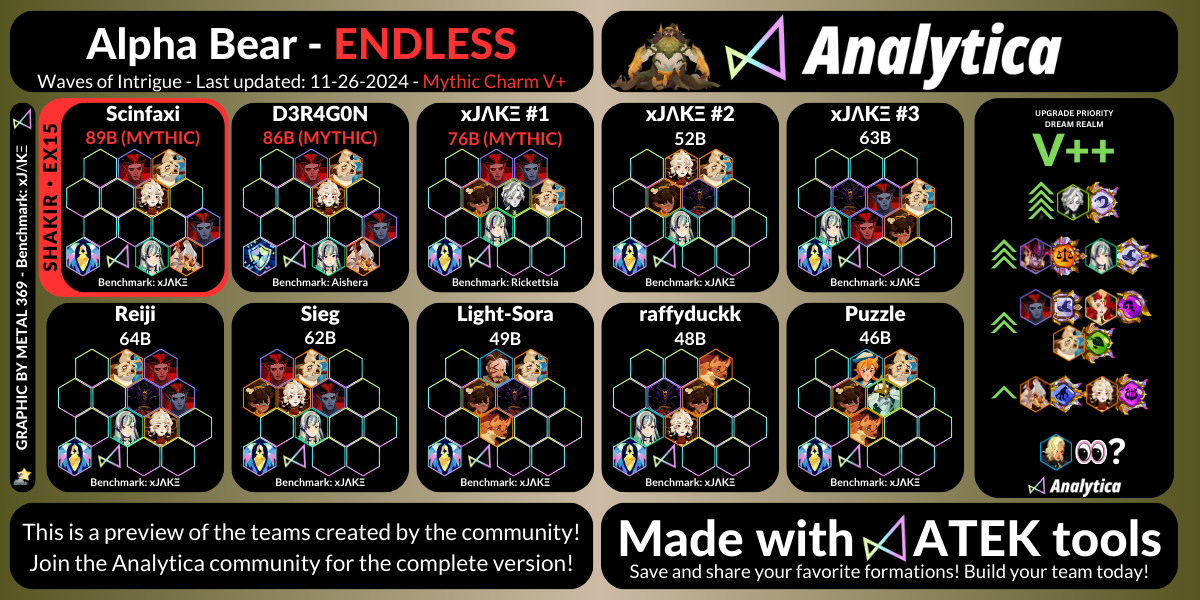 Alpha Bear - ENDLESS
Waves of Intrigue - Last updated: 11-26-2024 - Mythic Charm V+
Analytica
GRAPHIC BY METAL 369 - Benchmark: xJΛKΞ
SHAKIR • EX15
Scinfaxi
89B (MYTHIC)
Benchmark: xJΛKΞ
D3R4G0N
86B (MYTHIC)
Benchmark: Aishera
xJΛKΞ #1
76B (MYTHIC)
Benchmark: Rickettsia
xJΛKΞ #2
52B
Benchmark: xJΛKΞ
xJΛKΞ #3
63B
Benchmark: xJΛKΞ
Reiji
64B
Benchmark: xJΛKΞ
Sieg
62B
Benchmark: xJΛKΞ
Light-Sora
49B
Benchmark: xJΛKΞ
raffyduckk
48B
Benchmark: xJΛKΞ
Puzzle
46B
Benchmark: xJΛKΞ
UPGRADE PRIORITY
DREAM REALM
V++
?
Analytica
This is a preview of the teams created by the community!
Join the Analytica community for the complete version!
Made with ATEK tools
Save and share your favorite formations! Build your team today!